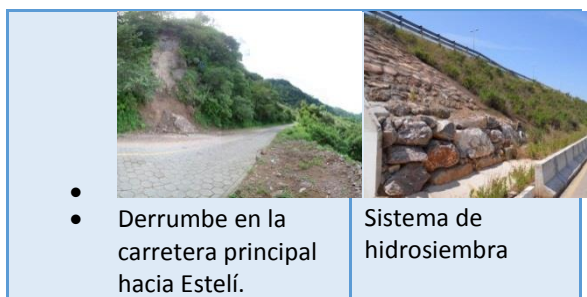 •
• Derrumbe en la
carretera principal
hacia Estelí.
Sistema de
hidrosiembra